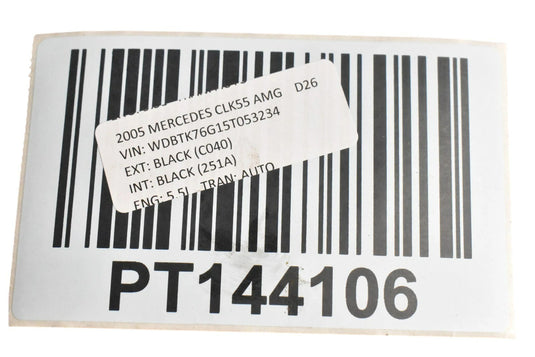 2005 MERCEDES CLK55 AMG D26
VIN: WDBTK76G15T053234
EXT: BLACK (C040)
INT: BLACK (251A)
ENG: 5.5L TRAN: AUTO
PT144106